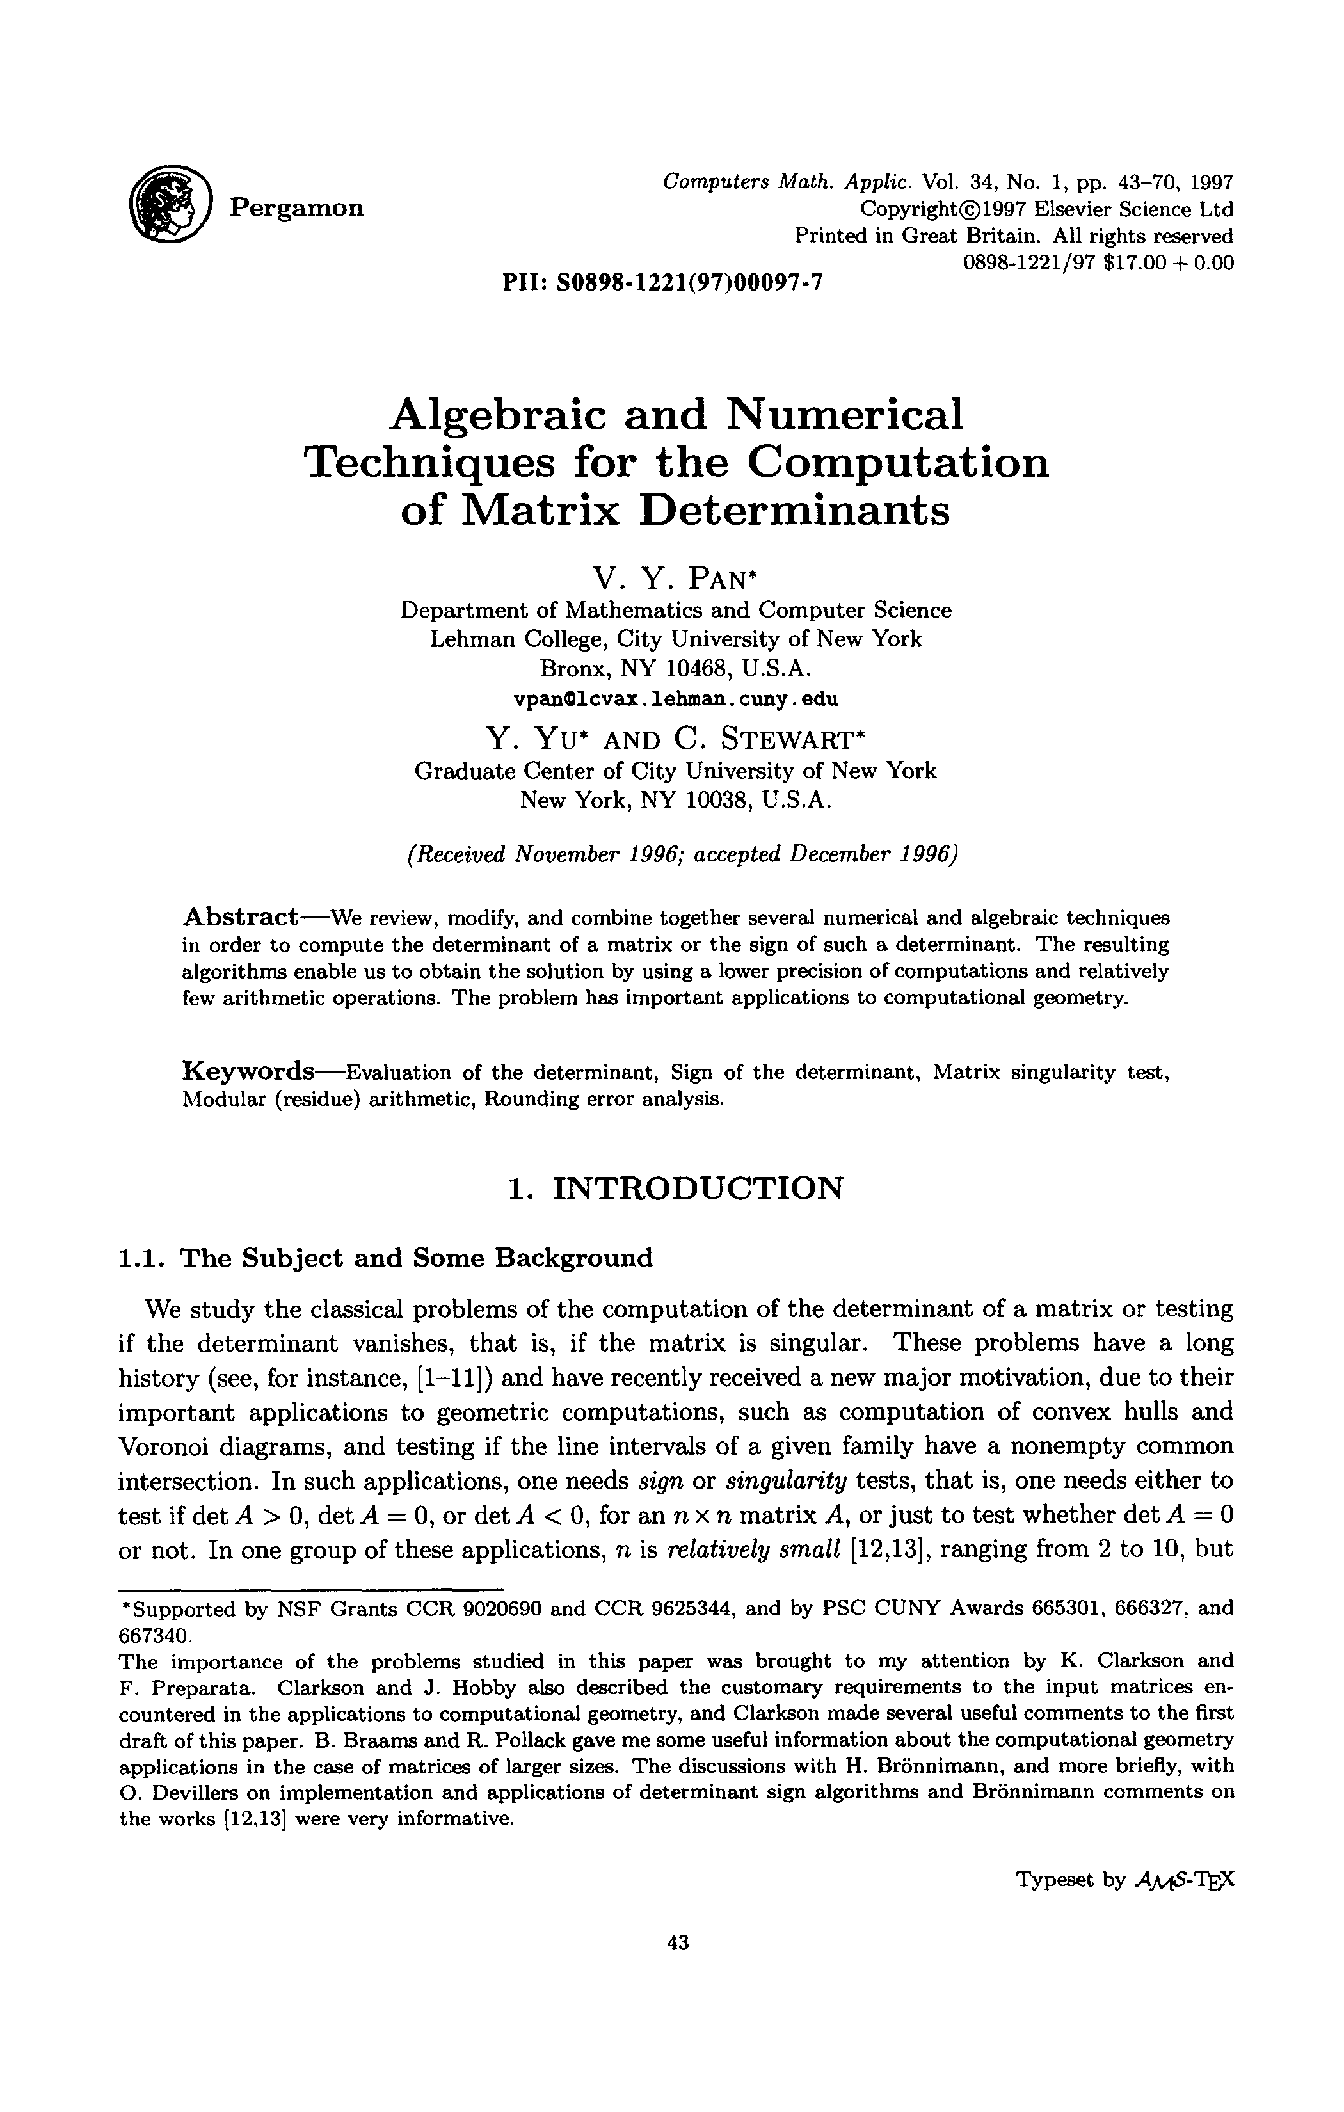 Pergamon
Computers Math. Applic. Vol. 34, No. 1, pp. 43–70, 1997
Copyright©1997 Elsevier Science Ltd
Printed in Great Britain. All rights reserved
0898-1221/97 $17.00 + 0.00
PII: S0898-1221(97)00097-7
Algebraic and Numerical
Techniques for the Computation
of Matrix Determinants
V. Y. PAN*
Department of Mathematics and Computer Science
Lehman College, City University of New York
Bronx, NY 10468, U.S.A.
vpan@lcvax.lehman.cuny.edu
Y. YU* AND C. STEWART*
Graduate Center of City University of New York
New York, NY 10038, U.S.A.
(Received November 1996; accepted December 1996)
Abstract—We review, modify, and combine together several numerical and algebraic techniques
in order to compute the determinant of a matrix or the sign of such a determinant. The resulting
algorithms enable us to obtain the solution by using a lower precision of computations and relatively
few arithmetic operations. The problem has important applications to computational geometry.
Keywords—Evaluation of the determinant, Sign of the determinant, Matrix singularity test,
Modular (residue) arithmetic, Rounding error analysis.
1. INTRODUCTION
1.1. The Subject and Some Background
We study the classical problems of the computation of the determinant of a matrix or testing
if the determinant vanishes, that is, if the matrix is singular. These problems have a long
history (see, for instance, [1–11]) and have recently received a new major motivation, due to their
important applications to geometric computations, such as computation of convex hulls and
Voronoi diagrams, and testing if the line intervals of a given family have a nonempty common
intersection. In such applications, one needs sign or singularity tests, that is, one needs either to
test if det A > 0, det A = 0, or det A < 0, for an n × n matrix A, or just to test whether det A = 0
or not. In one group of these applications, n is relatively small [12,13], ranging from 2 to 10, but
*Supported by NSF Grants CCR 9020690 and CCR 9625344, and by PSC CUNY Awards 665301, 666327, and
667340.
The importance of the problems studied in this paper was brought to my attention by K. Clarkson and
F. Preparata. Clarkson and J. Hobby also described the customary requirements to the input matrices en-
countered in the applications to computational geometry, and Clarkson made several useful comments to the first
draft of this paper. B. Braams and R. Pollack gave me some useful information about the computational geometry
applications in the case of matrices of larger sizes. The discussions with H. Brönnimann, and more briefly, with
O. Devillers on implementation and applications of determinant sign algorithms and Brönnimann comments on
the works [12,13] were very informative.
Typeset by AMS-TEX
43